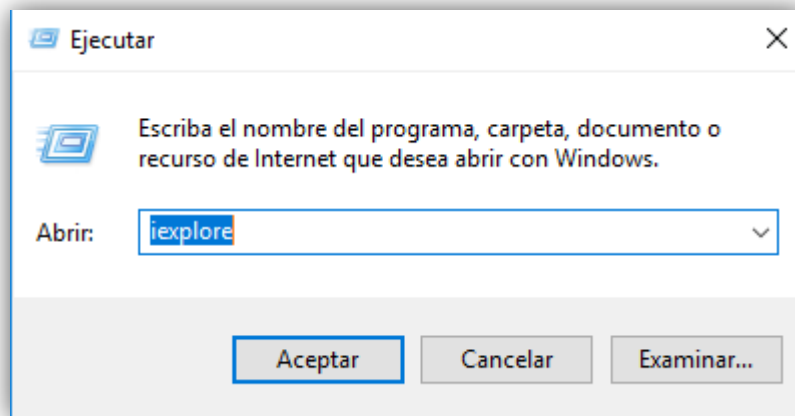 Ejecutar
Escriba el nombre del programa, carpeta, documento o
recurso de Internet que desea abrir con Windows.
Abrir: iexplore
Aceptar Cancelar Examinar...